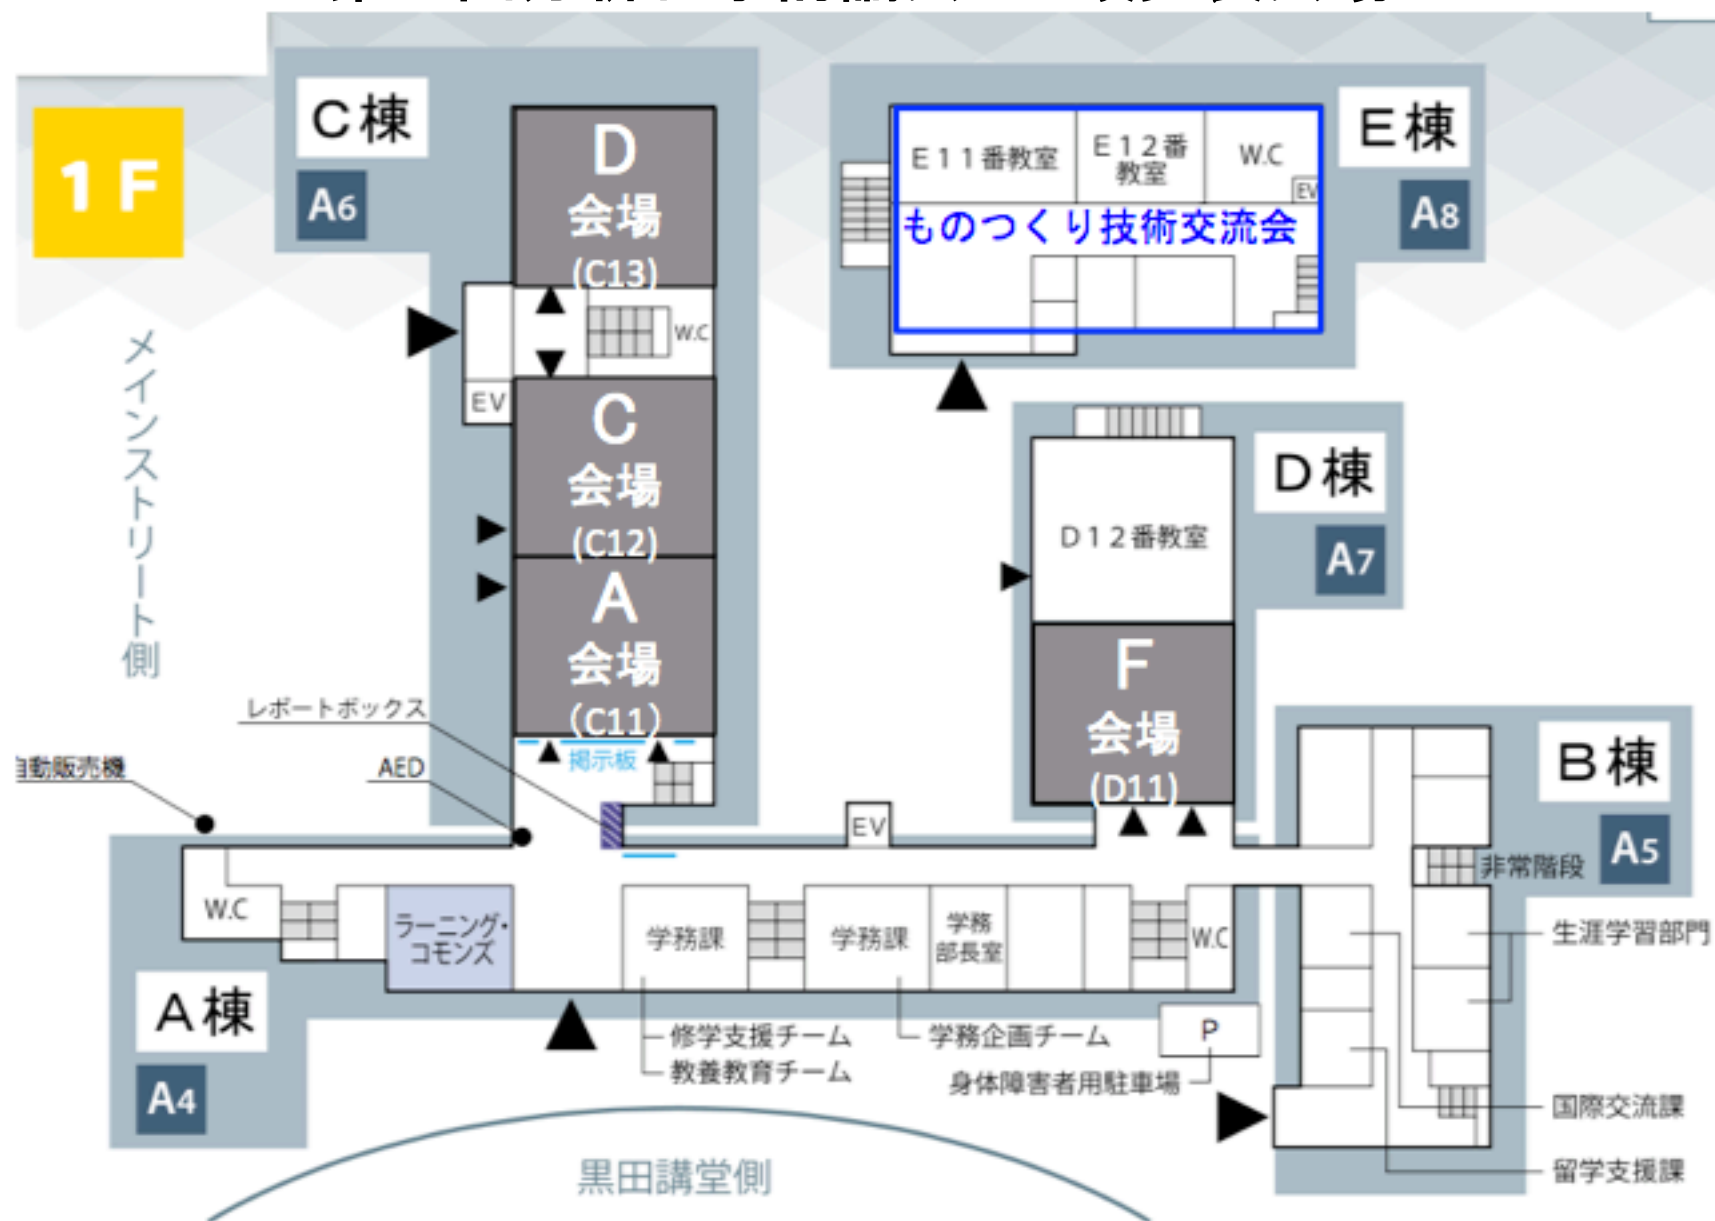 1F
C棟
A6
D
会場
(C13)
W.C
EV
C
会場
(C12)
A
会場
(C11)
掲示板
E棟
A8
E11番教室
E12番
教室
W.C
EV
ものつくり技術交流会
D棟
A7
D12番教室
F
会場
(D11)
メインストリート側
レポートボックス
自動販売機
AED
EV
B棟
A5
非常階段
生涯学習部門
国際交流課
留学支援課
W.C
ラーニング・
コモンズ
学務課
学務課
学務
部長室
W.C
修学支援チーム
教養教育チーム
学務企画チーム
P
身体障害者用駐車場
A棟
A4
黒田講堂側